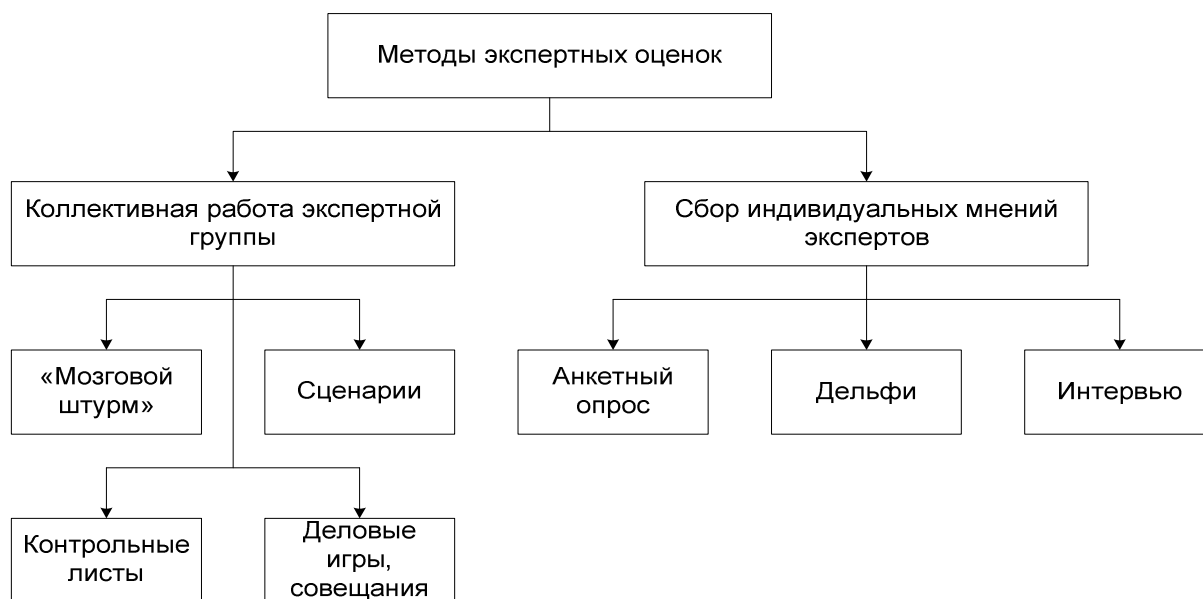 Методы экспертных оценок
Коллективная работа экспертной
группы
Сбор индивидуальных мнений
экспертов
«Мозговой
штурм»
Сценарии
Анкетный
опрос
Дельфи
Интервью
Контрольные
листы
Деловые
игры,
совещания